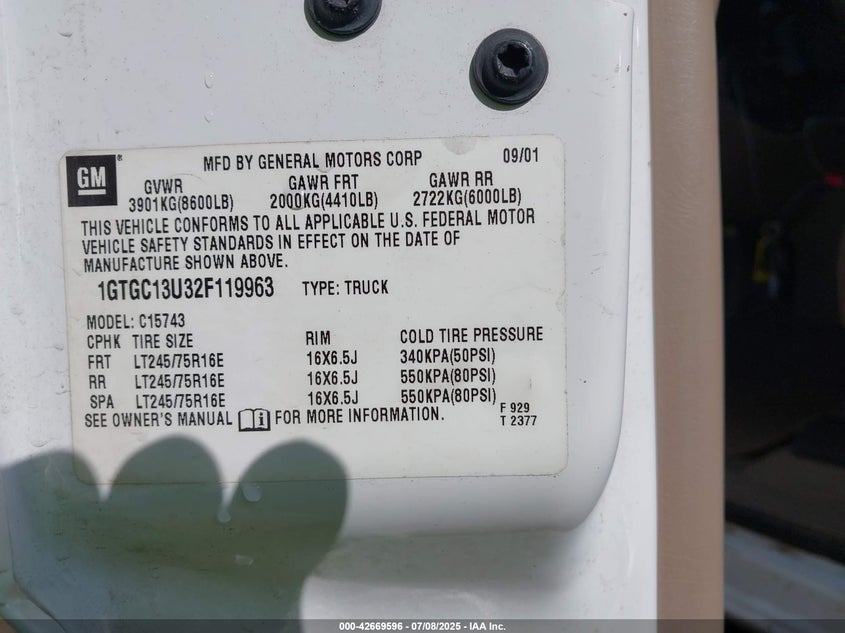 GM ®
MFD BY GENERAL MOTORS CORP 09/01
GVWR GAWR FRT GAWR RR
3901KG(8600LB) 2000KG(4410LB) 2722KG(6000LB)
THIS VEHICLE CONFORMS TO ALL APPLICABLE U.S. FEDERAL MOTOR
VEHICLE SAFETY STANDARDS IN EFFECT ON THE DATE OF
MANUFACTURE SHOWN ABOVE.
1GTGC13U32F119963 TYPE: TRUCK
MODEL: C15743
CPHK TIRE SIZE RIM COLD TIRE PRESSURE
FRT LT245/75R16E 16X6.5J 340KPA(50PSI)
RR LT245/75R16E 16X6.5J 550KPA(80PSI)
SPA LT245/75R16E 16X6.5J 550KPA(80PSI)
SEE OWNER'S MANUAL i FOR MORE INFORMATION.
F 929
T 2377
000-42669596 - 07/08/2025 - IAA Inc.